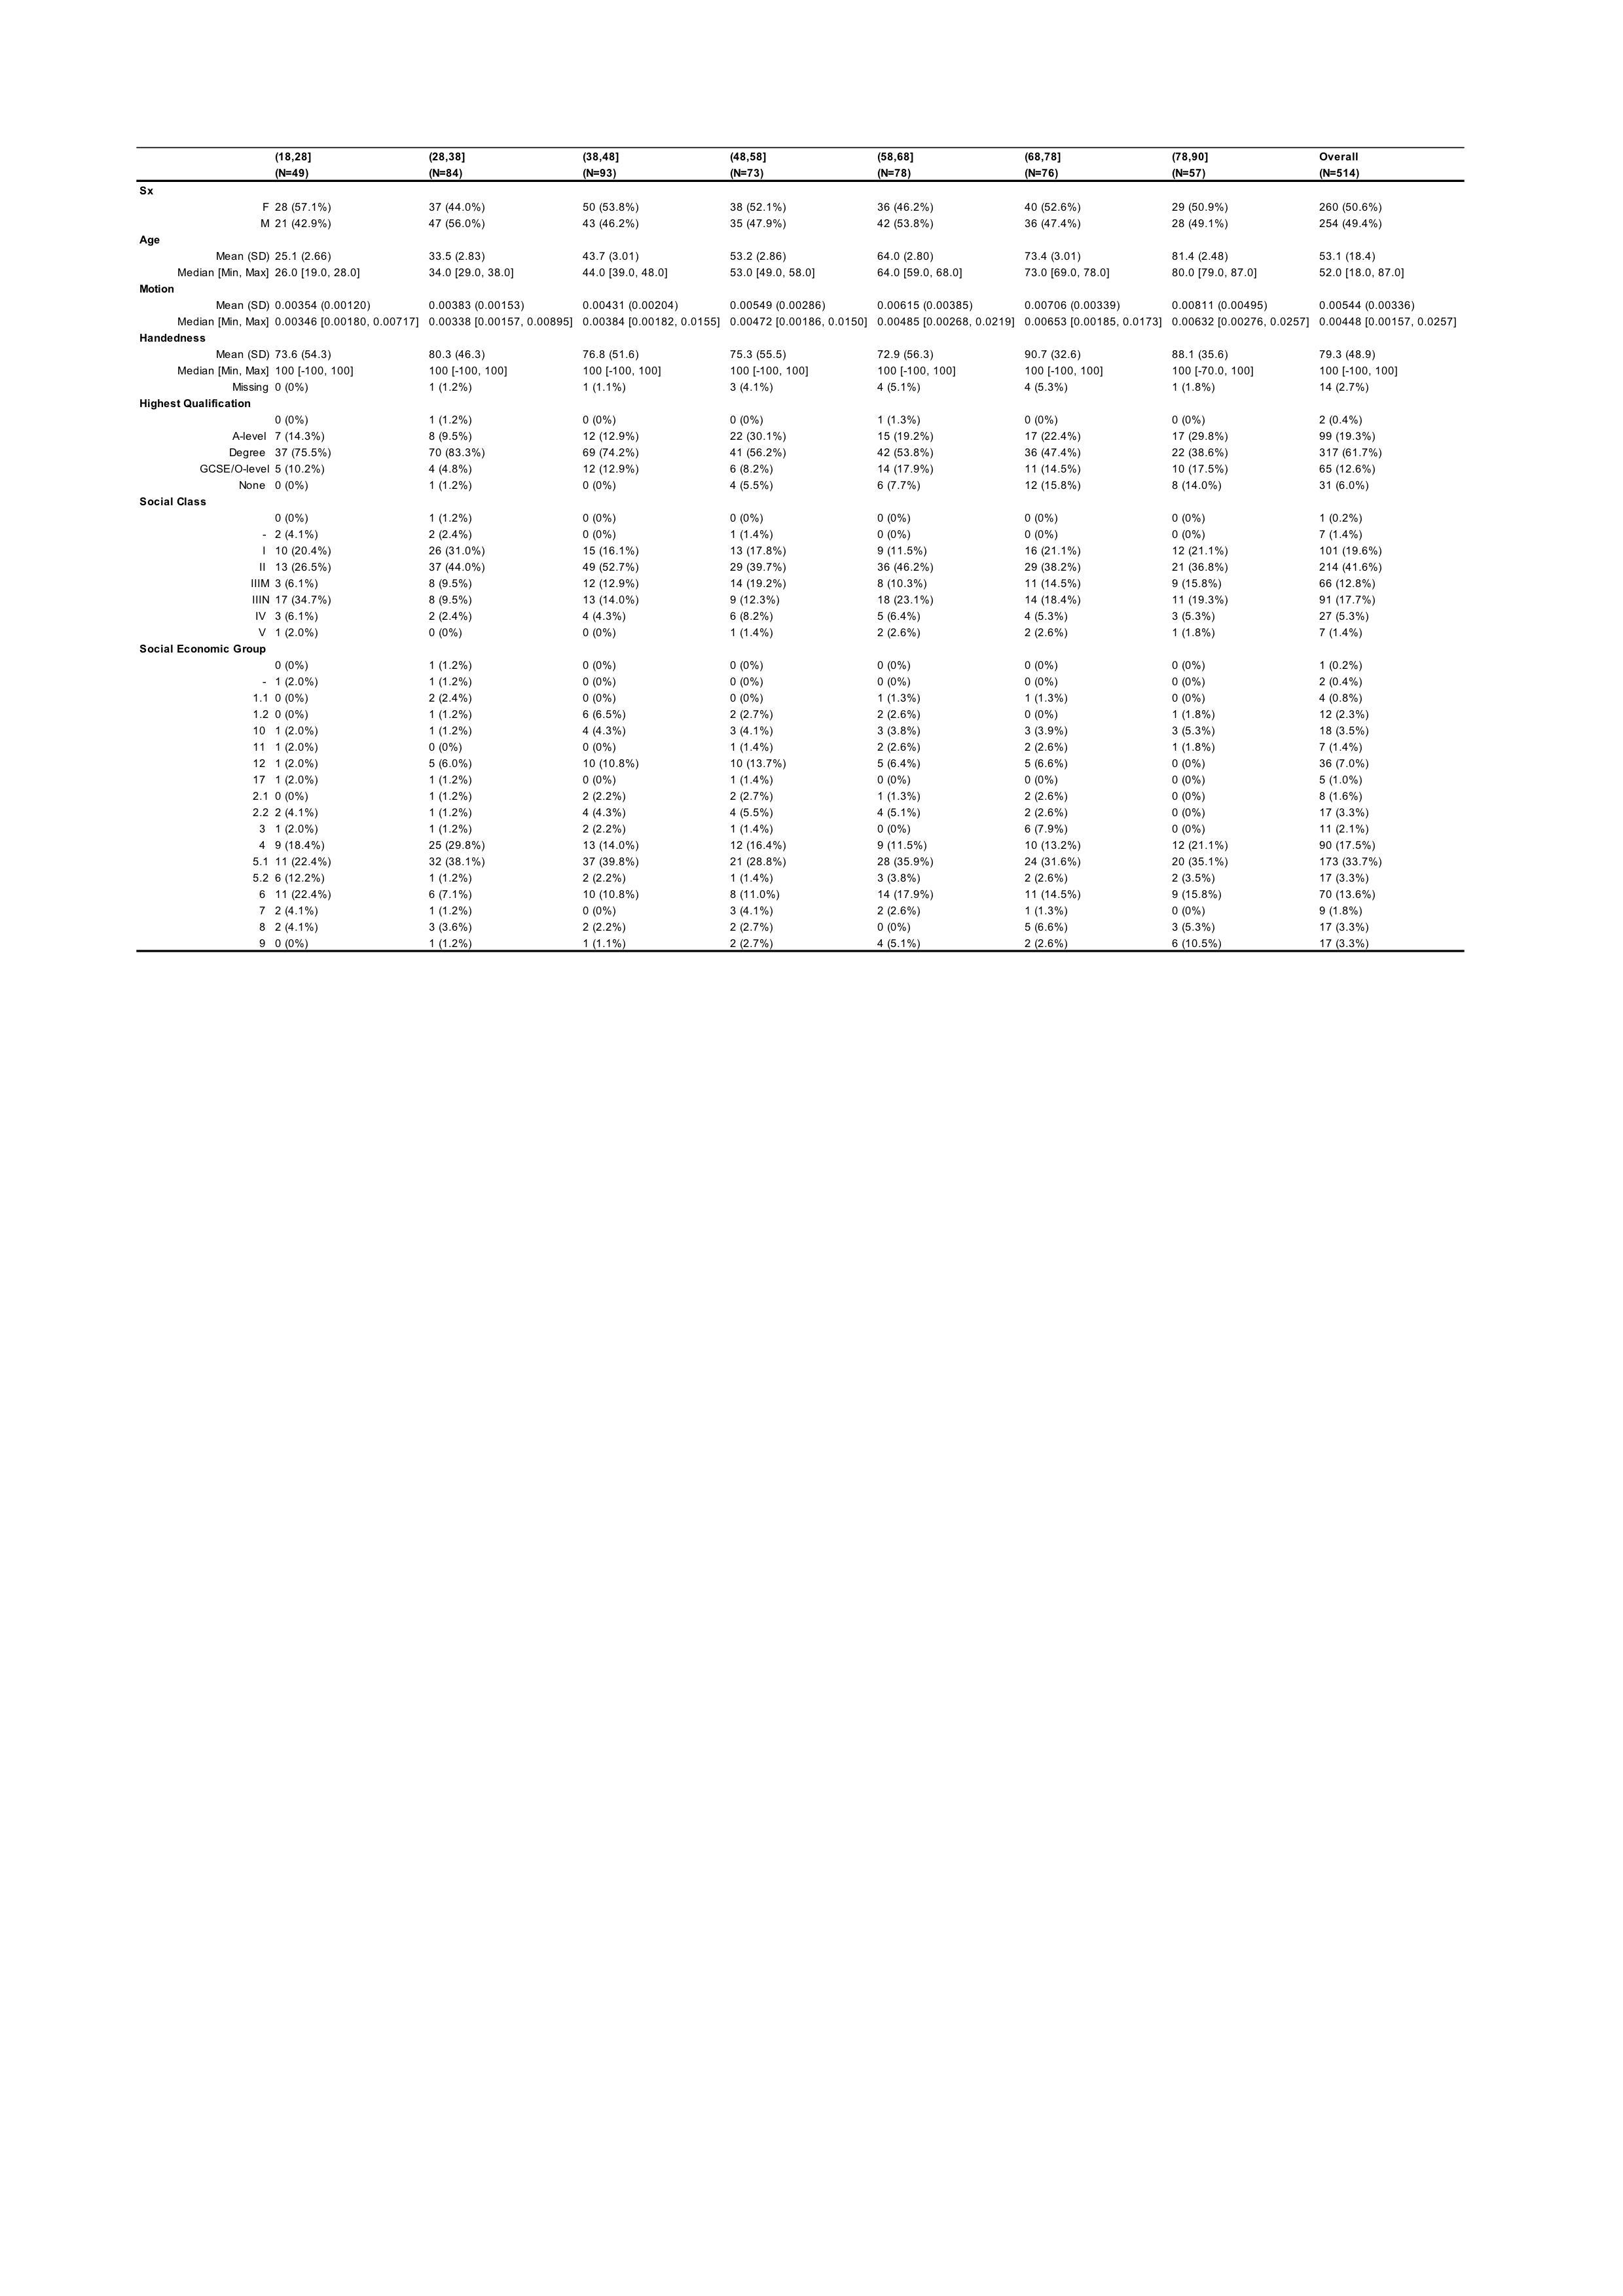 (18,28] (28,38] (38,48] (48,58] (58,68] (68,78] (78,90] Overall
(N=49) (N=84) (N=93) (N=73) (N=78) (N=76) (N=57) (N=514)
Sx
F 28 (57.1%) 37 (44.0%) 50 (53.8%) 38 (52.1%) 36 (46.2%) 40 (52.6%) 29 (50.9%) 260 (50.6%)
M 21 (42.9%) 47 (56.0%) 43 (46.2%) 35 (47.9%) 42 (53.8%) 36 (47.4%) 28 (49.1%) 254 (49.4%)
Age
Mean (SD) 25.1 (2.66) 33.5 (2.83) 43.7 (3.01) 53.2 (2.86) 64.0 (2.80) 73.4 (3.01) 81.4 (2.48) 53.1 (18.4)
Median [Min, Max] 26.0 [19.0, 28.0] 34.0 [29.0, 38.0] 44.0 [39.0, 48.0] 53.0 [49.0, 58.0] 64.0 [59.0, 68.0] 73.0 [69.0, 78.0] 80.0 [79.0, 87.0] 52.0 [18.0, 87.0]
Motion
Mean (SD) 0.00354 (0.00120) 0.00383 (0.00153) 0.00431 (0.00204) 0.00549 (0.00286) 0.00615 (0.00385) 0.00706 (0.00339) 0.00811 (0.00495) 0.00544 (0.00336)
Median [Min, Max] 0.00346 [0.00180, 0.00717] 0.00338 [0.00157, 0.00895] 0.00384 [0.00182, 0.0155] 0.00472 [0.00186, 0.0150] 0.00485 [0.00268, 0.0219] 0.00653 [0.00185, 0.0173] 0.00632 [0.00276, 0.0257] 0.00448 [0.00157, 0.0257]
Handedness
Mean (SD) 73.6 (54.3) 80.3 (46.3) 76.8 (51.6) 75.3 (55.5) 72.9 (56.3) 90.7 (32.6) 88.1 (35.6) 79.3 (48.9)
Median [Min, Max] 100 [-100, 100] 100 [-100, 100] 100 [-100, 100] 100 [-100, 100] 100 [-100, 100] 100 [-100, 100] 100 [-70.0, 100] 100 [-100, 100]
Missing 0 (0%) 1 (1.2%) 1 (1.1%) 3 (4.1%) 4 (5.1%) 4 (5.3%) 1 (1.8%) 14 (2.7%)
Highest Qualification
0 (0%) 1 (1.2%) 0 (0%) 0 (0%) 1 (1.3%) 0 (0%) 0 (0%) 2 (0.4%)
A-level 7 (14.3%) 8 (9.5%) 12 (12.9%) 22 (30.1%) 15 (19.2%) 17 (22.4%) 17 (29.8%) 99 (19.3%)
Degree 37 (75.5%) 70 (83.3%) 69 (74.2%) 41 (56.2%) 42 (53.8%) 36 (47.4%) 22 (38.6%) 317 (61.7%)
GCSE/O-level 5 (10.2%) 4 (4.8%) 12 (12.9%) 6 (8.2%) 14 (17.9%) 11 (14.5%) 10 (17.5%) 65 (12.6%)
None 0 (0%) 1 (1.2%) 0 (0%) 4 (5.5%) 6 (7.7%) 12 (15.8%) 8 (14.0%) 31 (6.0%)
Social Class
0 (0%) 1 (1.2%) 0 (0%) 0 (0%) 0 (0%) 0 (0%) 0 (0%) 1 (0.2%)
- 2 (4.1%) 2 (2.4%) 0 (0%) 1 (1.4%) 0 (0%) 0 (0%) 0 (0%) 7 (1.4%)
I 10 (20.4%) 26 (31.0%) 15 (16.1%) 13 (17.8%) 9 (11.5%) 16 (21.1%) 12 (21.1%) 101 (19.6%)
II 13 (26.5%) 37 (44.0%) 49 (52.7%) 29 (39.7%) 36 (46.2%) 29 (38.2%) 21 (36.8%) 214 (41.6%)
IIIM 3 (6.1%) 8 (9.5%) 12 (12.9%) 14 (19.2%) 8 (10.3%) 11 (14.5%) 9 (15.8%) 66 (12.8%)
IIIN 17 (34.7%) 8 (9.5%) 13 (14.0%) 9 (12.3%) 18 (23.1%) 14 (18.4%) 11 (19.3%) 91 (17.7%)
IV 3 (6.1%) 2 (2.4%) 4 (4.3%) 6 (8.2%) 5 (6.4%) 4 (5.3%) 3 (5.3%) 27 (5.3%)
V 1 (2.0%) 0 (0%) 0 (0%) 1 (1.4%) 2 (2.6%) 2 (2.6%) 1 (1.8%) 7 (1.4%)
Social Economic Group
0 (0%) 1 (1.2%) 0 (0%) 0 (0%) 0 (0%) 0 (0%) 0 (0%) 1 (0.2%)
- 1 (2.0%) 1 (1.2%) 0 (0%) 0 (0%) 0 (0%) 0 (0%) 0 (0%) 2 (0.4%)
1.1 0 (0%) 2 (2.4%) 0 (0%) 0 (0%) 1 (1.3%) 1 (1.3%) 0 (0%) 4 (0.8%)
1.2 0 (0%) 1 (1.2%) 6 (6.5%) 2 (2.7%) 2 (2.6%) 0 (0%) 1 (1.8%) 12 (2.3%)
10 1 (2.0%) 1 (1.2%) 4 (4.3%) 3 (4.1%) 3 (3.8%) 3 (3.9%) 3 (5.3%) 18 (3.5%)
11 1 (2.0%) 0 (0%) 0 (0%) 1 (1.4%) 2 (2.6%) 2 (2.6%) 1 (1.8%) 7 (1.4%)
12 1 (2.0%) 5 (6.0%) 10 (10.8%) 10 (13.7%) 5 (6.4%) 5 (6.6%) 0 (0%) 36 (7.0%)
17 1 (2.0%) 1 (1.2%) 0 (0%) 1 (1.4%) 0 (0%) 0 (0%) 0 (0%) 5 (1.0%)
2.1 0 (0%) 1 (1.2%) 2 (2.2%) 2 (2.7%) 1 (1.3%) 2 (2.6%) 0 (0%) 8 (1.6%)
2.2 2 (4.1%) 1 (1.2%) 4 (4.3%) 4 (5.5%) 4 (5.1%) 2 (2.6%) 0 (0%) 17 (3.3%)
3 1 (2.0%) 1 (1.2%) 2 (2.2%) 1 (1.4%) 0 (0%) 6 (7.9%) 0 (0%) 11 (2.1%)
4 9 (18.4%) 25 (29.8%) 13 (14.0%) 12 (16.4%) 9 (11.5%) 10 (13.2%) 12 (21.1%) 90 (17.5%)
5.1 11 (22.4%) 32 (38.1%) 37 (39.8%) 21 (28.8%) 28 (35.9%) 24 (31.6%) 20 (35.1%) 173 (33.7%)
5.2 6 (12.2%) 1 (1.2%) 2 (2.2%) 1 (1.4%) 3 (3.8%) 2 (2.6%) 2 (3.5%) 17 (3.3%)
6 11 (22.4%) 6 (7.1%) 10 (10.8%) 8 (11.0%) 14 (17.9%) 11 (14.5%) 9 (15.8%) 70 (13.6%)
7 2 (4.1%) 1 (1.2%) 0 (0%) 3 (4.1%) 2 (2.6%) 1 (1.3%) 0 (0%) 9 (1.8%)
8 2 (4.1%) 3 (3.6%) 2 (2.2%) 2 (2.7%) 0 (0%) 5 (6.6%) 3 (5.3%) 17 (3.3%)
9 0 (0%) 1 (1.2%) 1 (1.1%) 2 (2.7%) 4 (5.1%) 2 (2.6%) 6 (10.5%) 17 (3.3%)